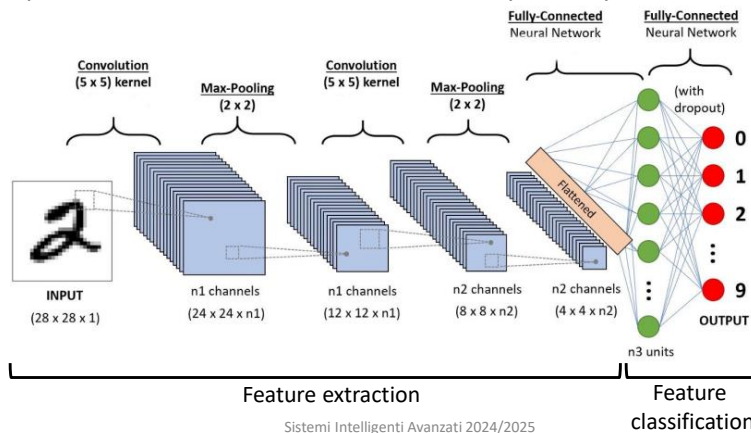 Fully-Connected
Neural Network
Fully-Connected
Neural Network
Convolution
(5 x 5) kernel
Max-Pooling
(2 x 2)
Convolution
(5 x 5) kernel
Max-Pooling
(2 x 2)
(with
dropout)
Flattened
0
1
2
9
INPUT
(28 x 28 x 1)
n1 channels
(24 x 24 x n1)
n1 channels
(12 x 12 x n1)
n2 channels
(8 x 8 x n2)
n2 channels
(4 x 4 x n2)
OUTPUT
n3 units
Feature extraction
Feature
classification
Sistemi Intelligenti Avanzati 2024/2025